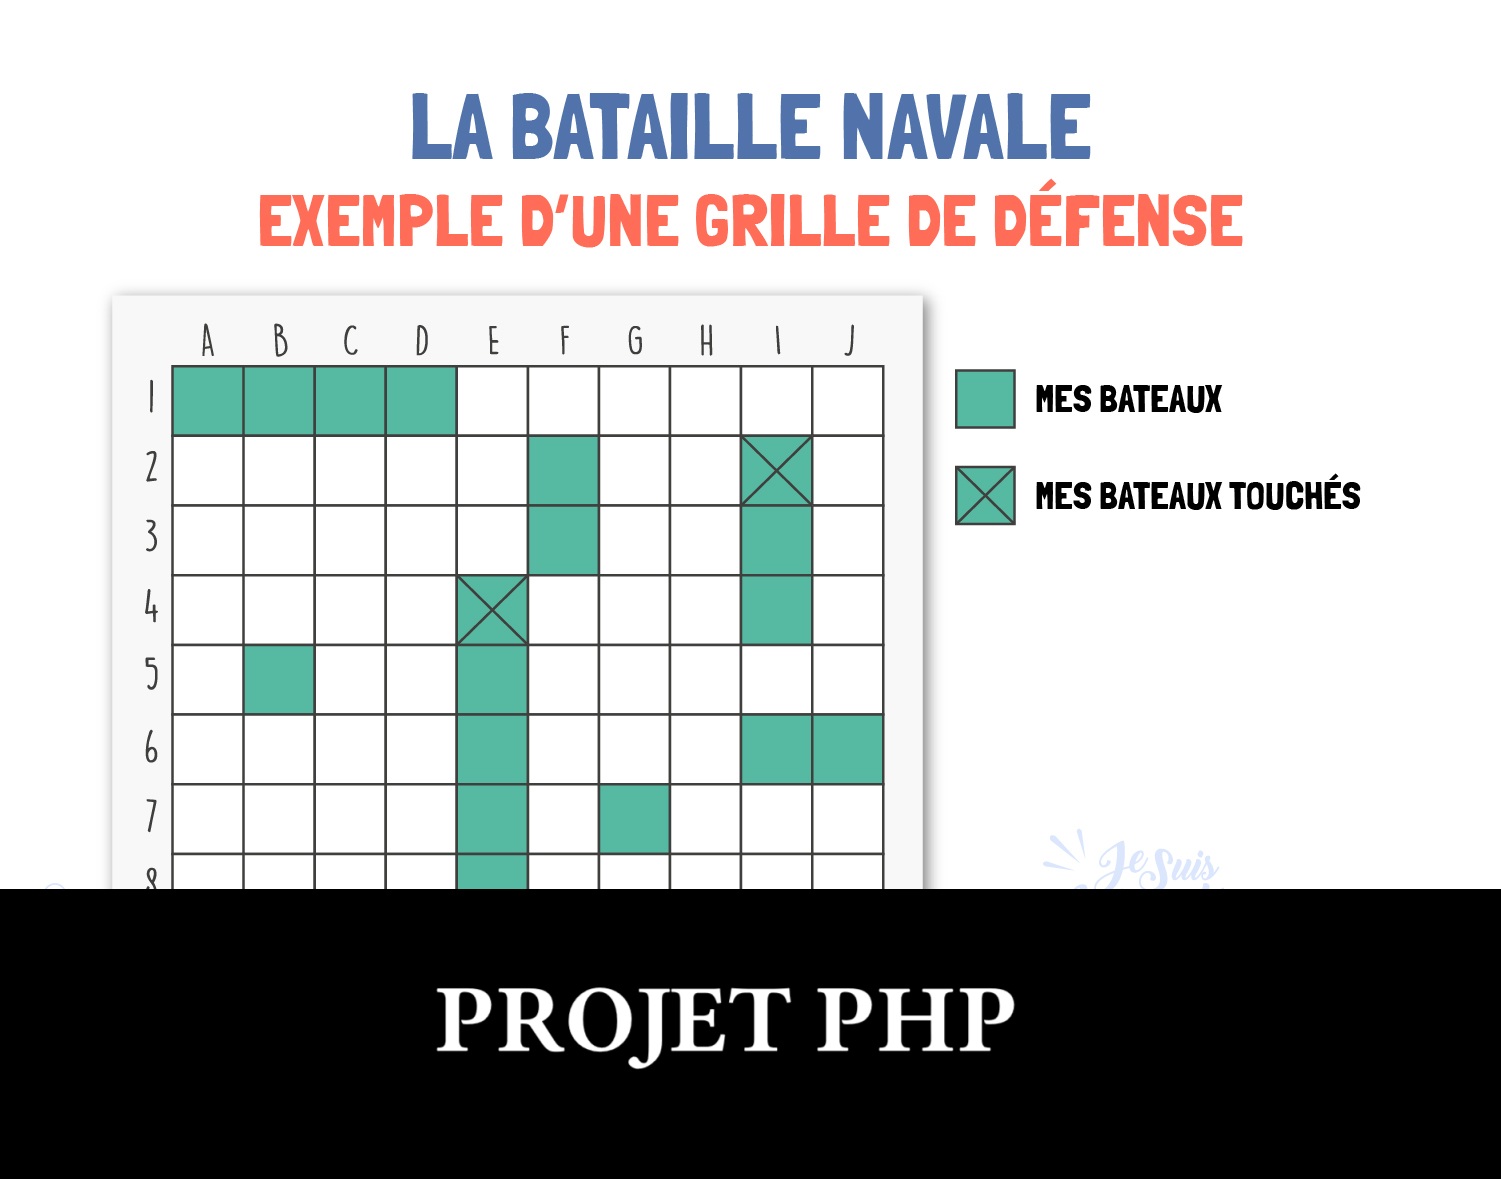 LA BATAILLE NAVALE
EXEMPLE D'UNE GRILLE DE DÉFENSE
A B C D E F G H I J
1
MES BATEAUX
2
MES BATEAUX TOUCHÉS
3
4
5
6
7
8
Je Suis
PROJET PHP